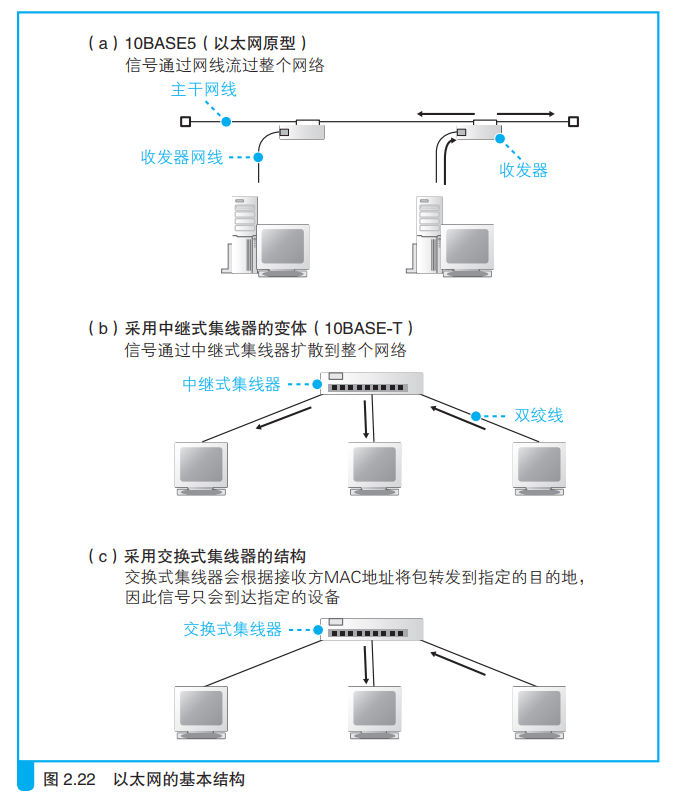 （a）10BASE5（以太网原型）
信号通过网线流过整个网络
主干网线
收发器网线
收发器
（b）采用中继式集线器的变体（10BASE-T）
信号通过中继式集线器扩散到整个网络
中继式集线器
双绞线
（c）采用交换式集线器的结构
交换式集线器会根据接收方MAC地址将包转发到指定的目的地，
因此信号只会到达指定的设备
交换式集线器
图 2.22 以太网的基本结构